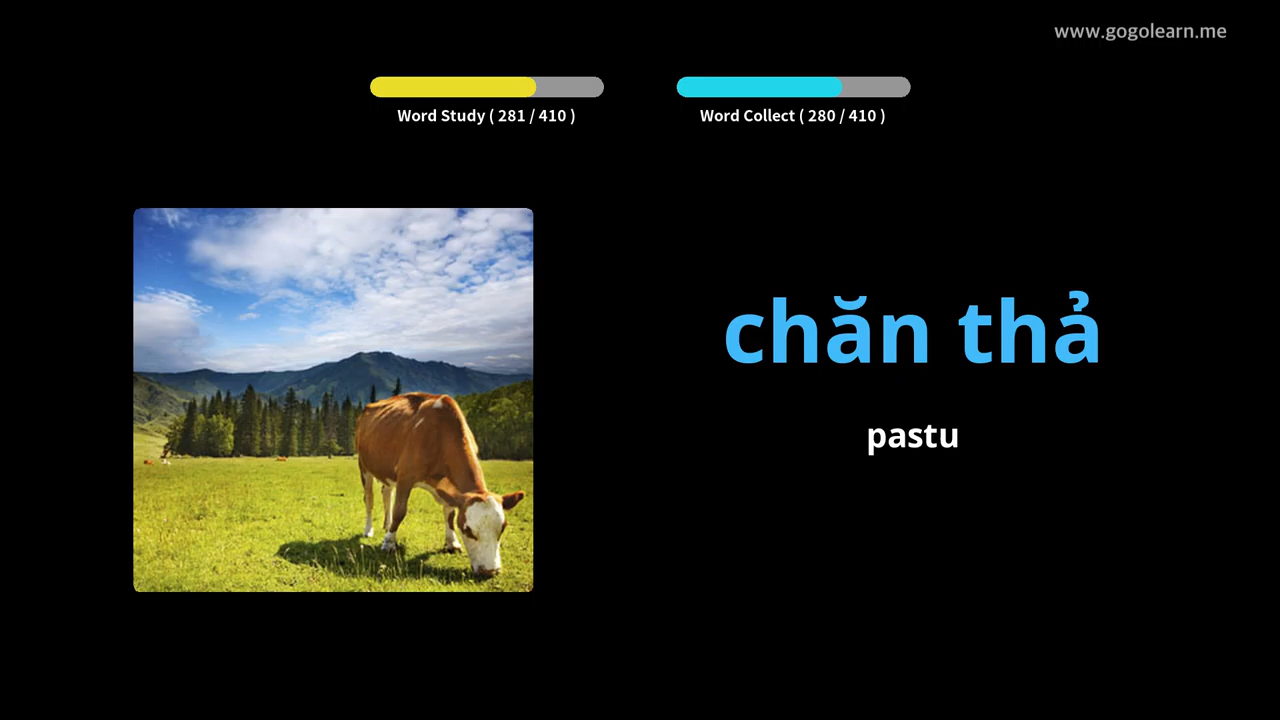 www.gogolearn.me
Word Study ( 281 / 410 )
Word Collect ( 280 / 410 )
chăn thả
pastu